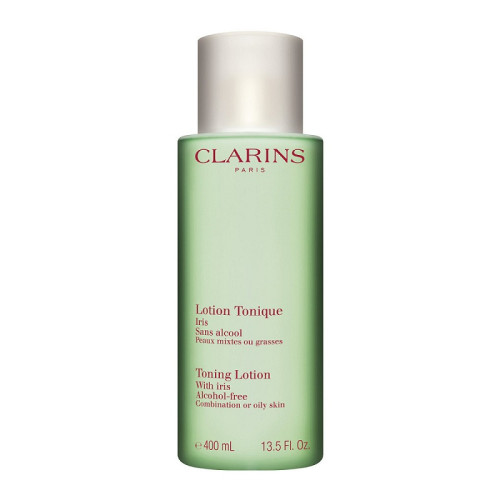 CLARINS
PARIS
Lotion Tonique
Iris
Sans alcool
Peaux mixtes ou grasses
Toning Lotion
With iris
Alcohol-free
Combination or oily skin
℮400 mL 13.5 Fl. Oz.